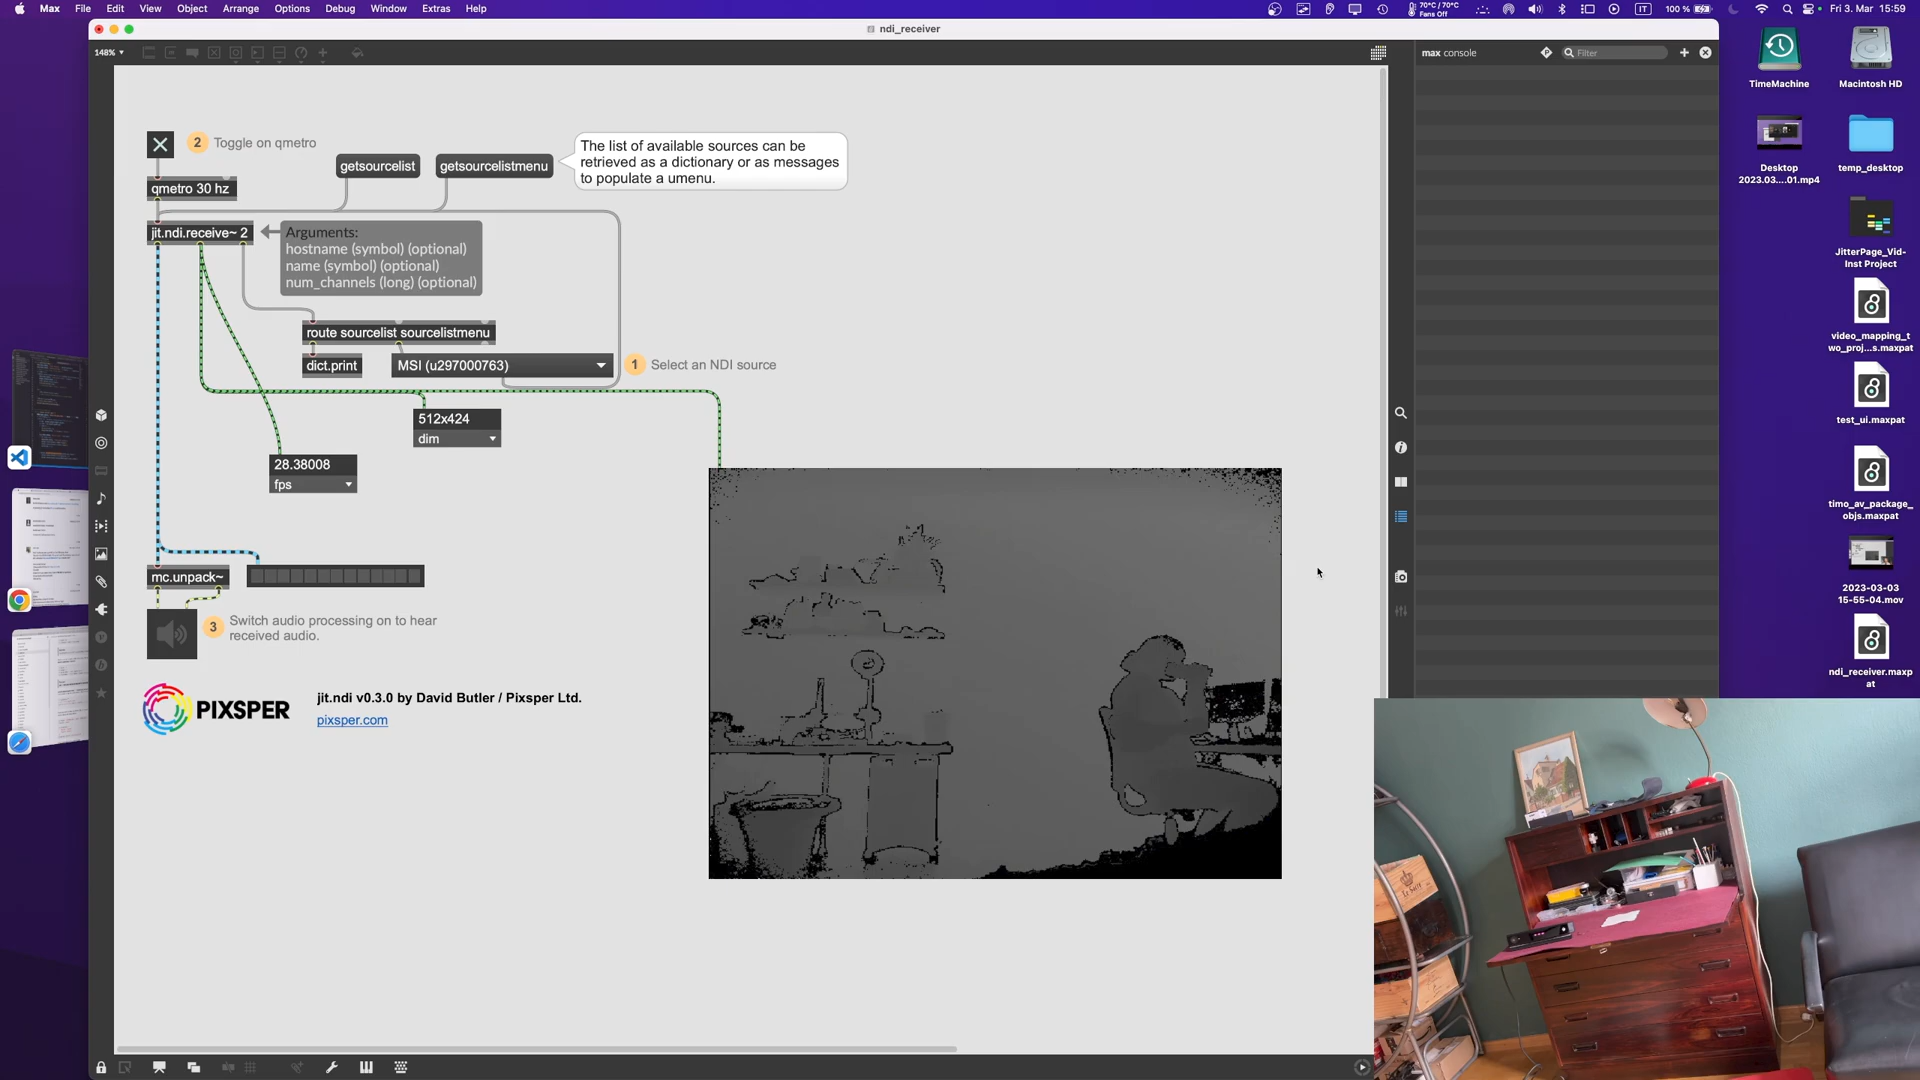 Max File Edit View Object Arrange Options Debug Window Extras Help
70°C / 70°C
Fans Off
IT
100 %
Fri 3. Mar 15:59
ndi_receiver
148%
max console
Filter
2 Toggle on qmetro
qmetro 30 hz
getsourcelist
getsourcelistmenu
The list of available sources can be
retrieved as a dictionary or as messages
to populate a umenu.
jit.ndi.receive~ 2
Arguments:
hostname (symbol) (optional)
name (symbol) (optional)
num_channels (long) (optional)
route sourcelist sourcelistmenu
dict.print
MSI (u297000763)
1 Select an NDI source
512x424
dim
28.38008
fps
mc.unpack~
3 Switch audio processing on to hear
received audio.
PIXSPER
jit.ndi v0.3.0 by David Butler / Pixsper Ltd.
pixsper.com
TimeMachine
Macintosh HD
Desktop
2023.03....01.mp4
temp_desktop
JitterPage_Vid-
Inst Project
video_mapping_t
wo_proj...s.maxpat
test_ui.maxpat
timo_av_package_
objs.maxpat
2023-03-03
15-55-04.mov
ndi_receiver.maxp
at